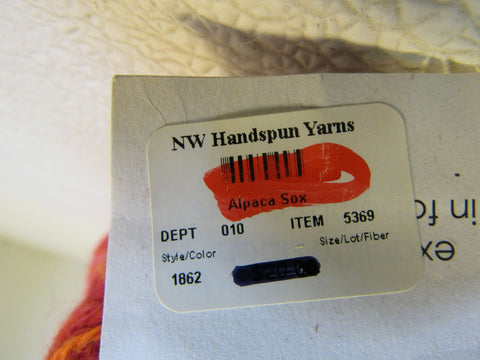 NW Handspun Yarns
Alpaca Sox
DEPT 010 ITEM 5369
Style/Color Size/Lot/Fiber
1862
in fo
ex